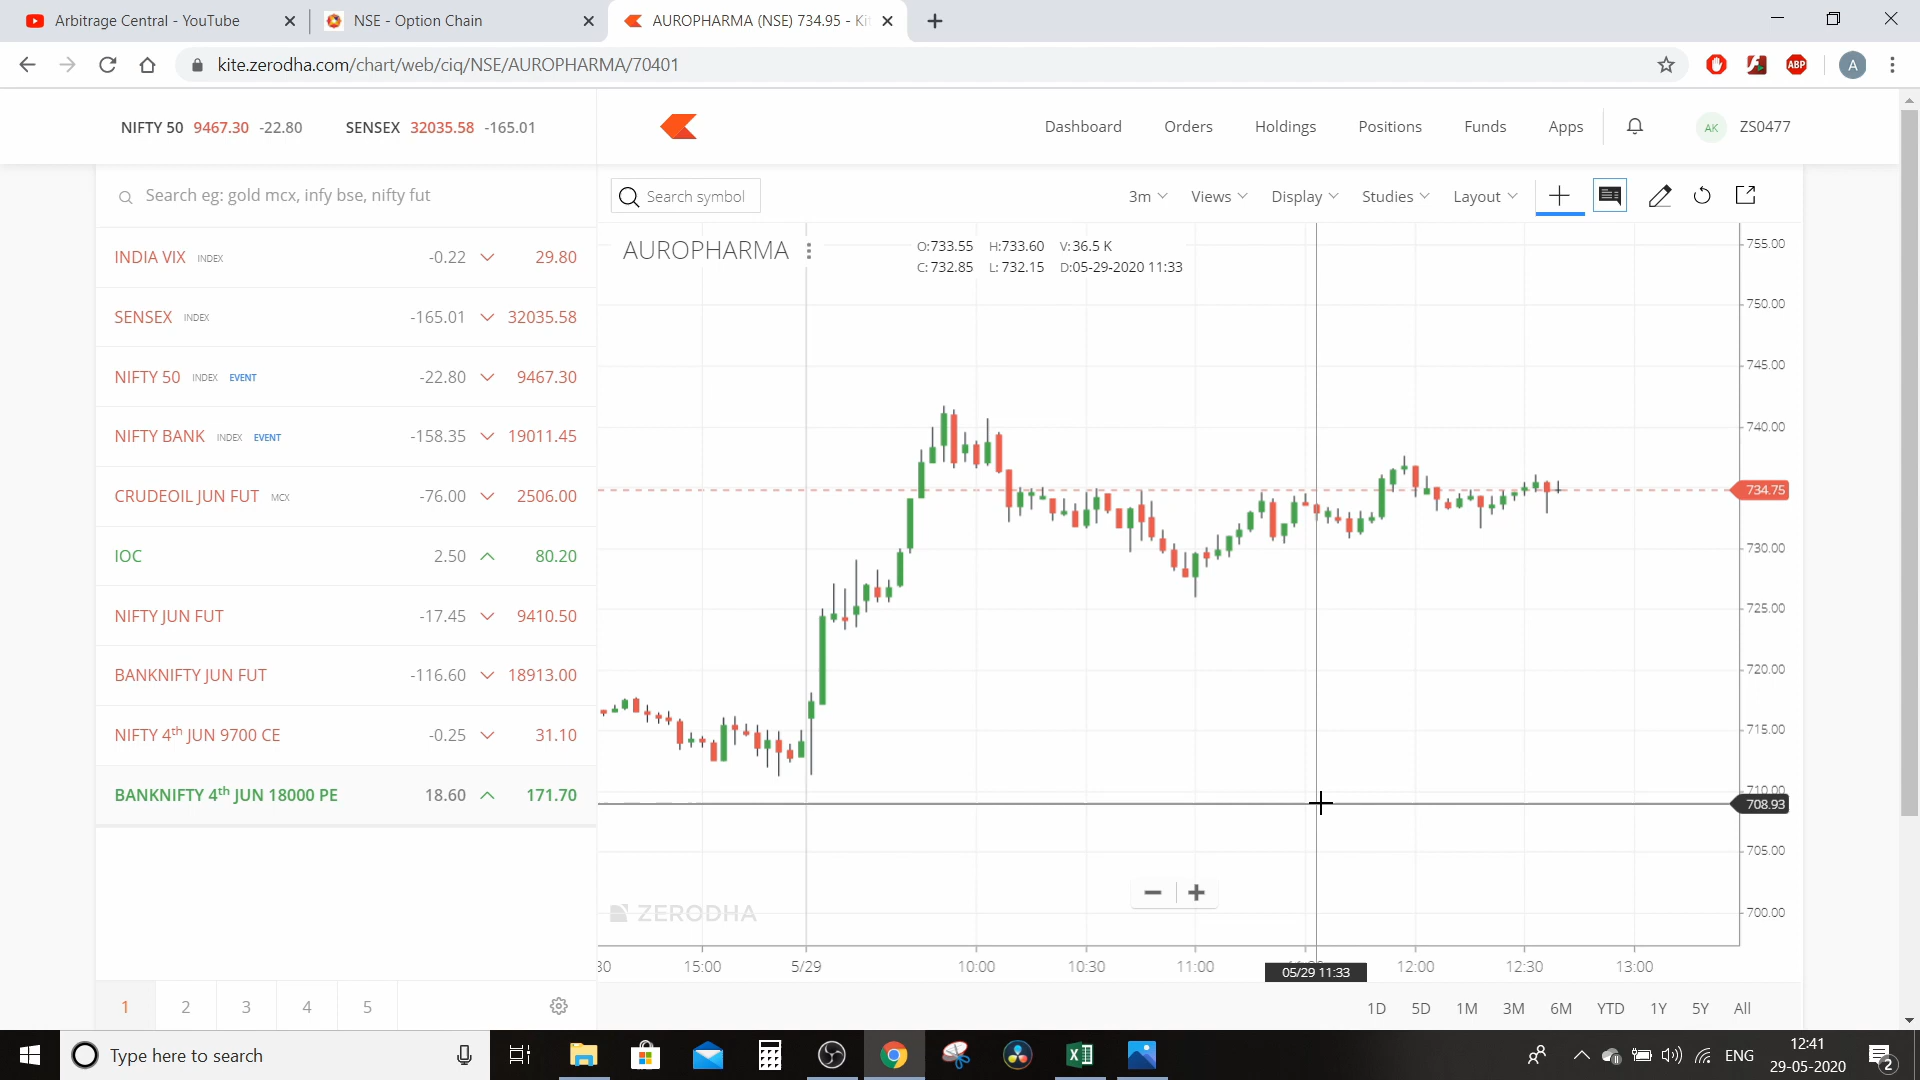 Arbitrage Central - YouTube
NSE - Option Chain
AUROPHARMA (NSE) 734.95 - Ki
kite.zerodha.com/chart/web/ciq/NSE/AUROPHARMA/70401
ABP
A
NIFTY 50 9467.30 -22.80 SENSEX 32035.58 -165.01
Dashboard Orders Holdings Positions Funds Apps AK ZS0477
Search eg: gold mcx, infy bse, nifty fut
Search symbol
3m Views Display Studies Layout
AUROPHARMA
O:733.55 H:733.60 V:36.5 K
C:732.85 L:732.15 D:05-29-2020 11:33
INDIA VIX INDEX -0.22 29.80
SENSEX INDEX -165.01 32035.58
NIFTY 50 INDEX EVENT -22.80 9467.30
NIFTY BANK INDEX EVENT -158.35 19011.45
CRUDEOIL JUN FUT MCX -76.00 2506.00
IOC 2.50 80.20
NIFTY JUN FUT -17.45 9410.50
BANKNIFTY JUN FUT -116.60 18913.00
NIFTY 4th JUN 9700 CE -0.25 31.10
BANKNIFTY 4th JUN 18000 PE 18.60 171.70
755.00
750.00
745.00
740.00
734.75
730.00
725.00
720.00
715.00
710.00
708.93
705.00
700.00
ZERODHA
30 15:00 5/29 10:00 10:30 11:00 12:00 12:30 13:00
05/29 11:33
1 2 3 4 5
1D 5D 1M 3M 6M YTD 1Y 5Y All
Type here to search
ENG
12:41
29-05-2020
2